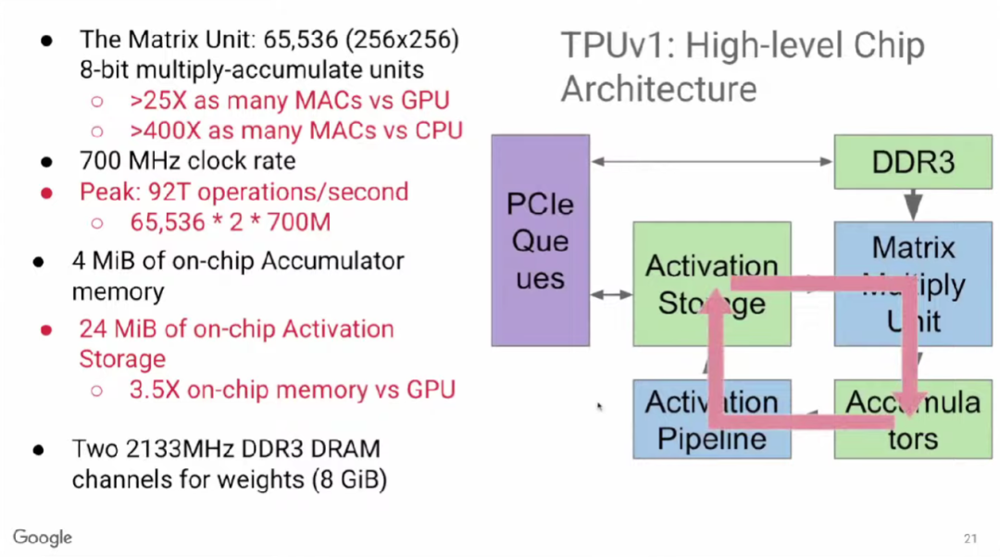 ● The Matrix Unit: 65,536 (256x256)
8-bit multiply-accumulate units
○ >25X as many MACs vs GPU
○ >400X as many MACs vs CPU
● 700 MHz clock rate
● Peak: 92T operations/second
○ 65,536 * 2 * 700M
● 4 MiB of on-chip Accumulator
memory
● 24 MiB of on-chip Activation
Storage
○ 3.5X on-chip memory vs GPU
● Two 2133MHz DDR3 DRAM
channels for weights (8 GiB)
TPUv1: High-level Chip
Architecture
PCIe
Que
ues
DDR3
Activation
Storage
Matrix
Multiply
Unit
Activation
Pipeline
Accumula
tors
Google
21